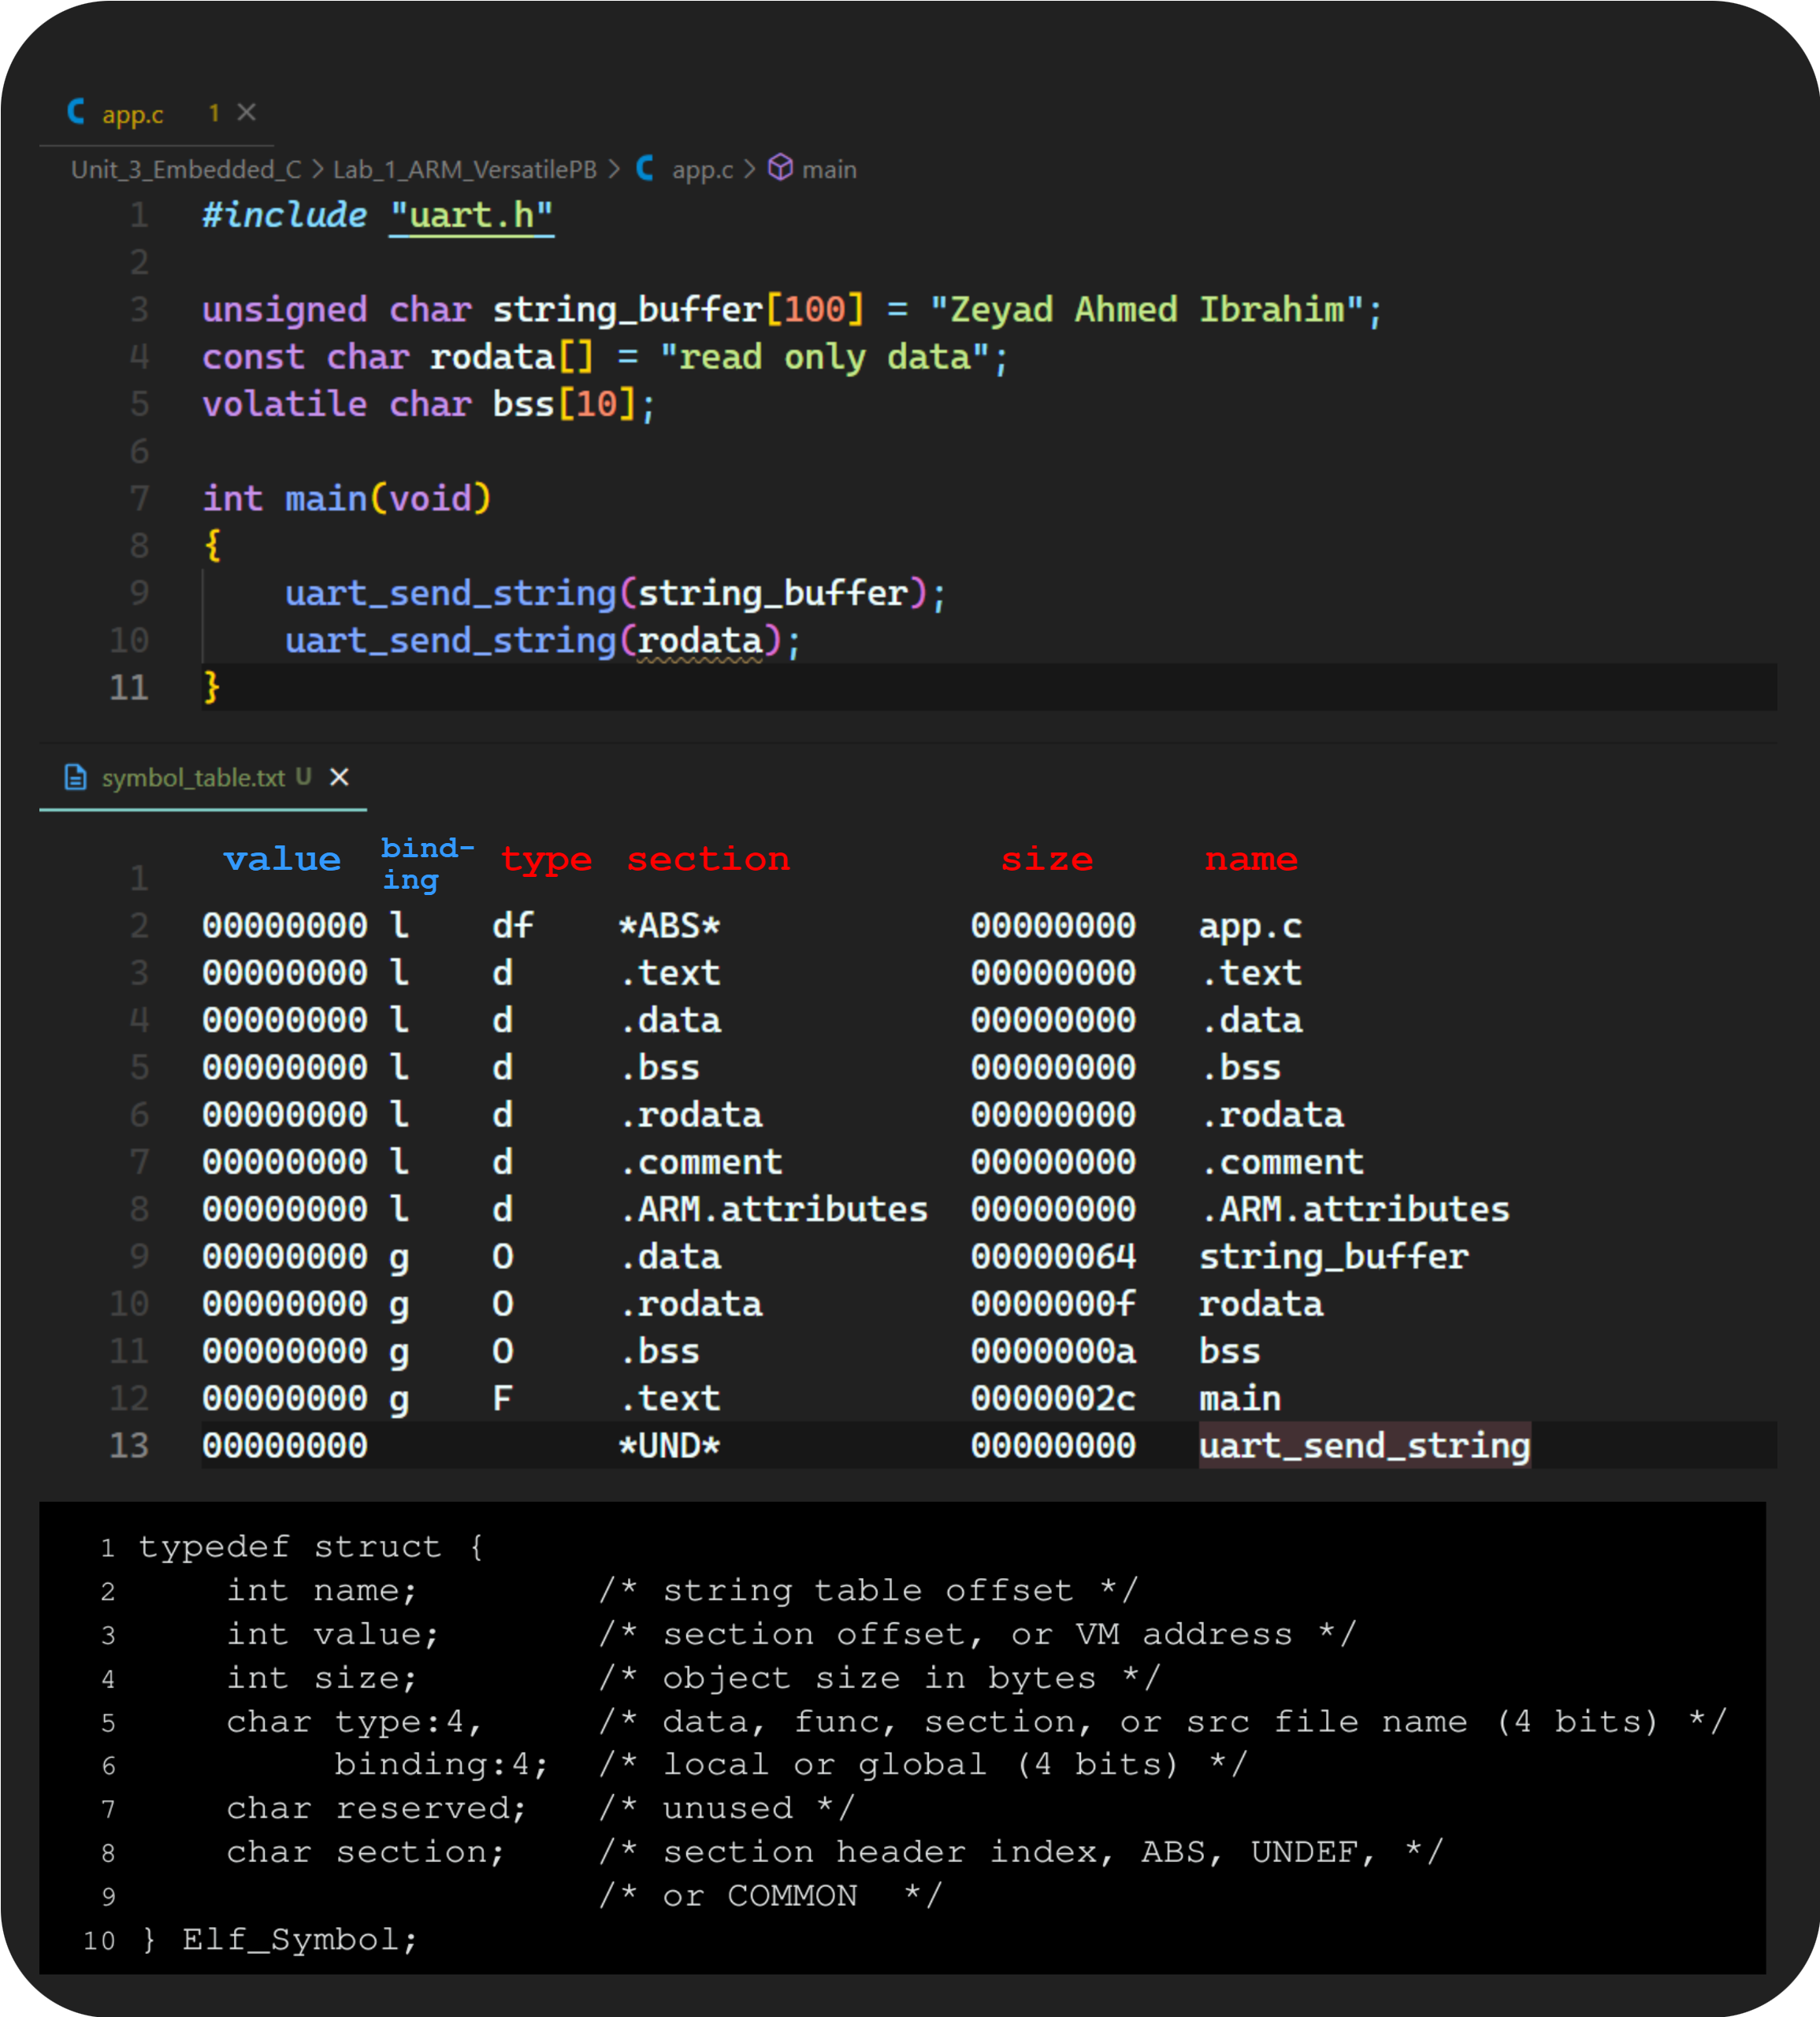 app.c 1 ×
Unit_3_Embedded_C > Lab_1_ARM_VersatilePB > C app.c > main
1 #include "uart.h"
2
3 unsigned char string_buffer[100] = "Zeyad Ahmed Ibrahim";
4 const char rodata[] = "read only data";
5 volatile char bss[10];
6
7 int main(void)
8 {
9     uart_send_string(string_buffer);
10     uart_send_string(rodata);
11 }
symbol_table.txt U ×
1 value bind-ing type section size name
2 00000000 l df *ABS* 00000000 app.c
3 00000000 l d .text 00000000 .text
4 00000000 l d .data 00000000 .data
5 00000000 l d .bss 00000000 .bss
6 00000000 l d .rodata 00000000 .rodata
7 00000000 l d .comment 00000000 .comment
8 00000000 l d .ARM.attributes 00000000 .ARM.attributes
9 00000000 g O .data 00000064 string_buffer
10 00000000 g O .rodata 0000000f rodata
11 00000000 g O .bss 0000000a bss
12 00000000 g F .text 0000002c main
13 00000000 *UND* 00000000 uart_send_string
1 typedef struct {
2     int name;        /* string table offset */
3     int value;       /* section offset, or VM address */
4     int size;        /* object size in bytes */
5     char type:4,     /* data, func, section, or src file name (4 bits) */
6          binding:4;  /* local or global (4 bits) */
7     char reserved;   /* unused */
8     char section;    /* section header index, ABS, UNDEF, */
9                      /* or COMMON  */
10 } Elf_Symbol;